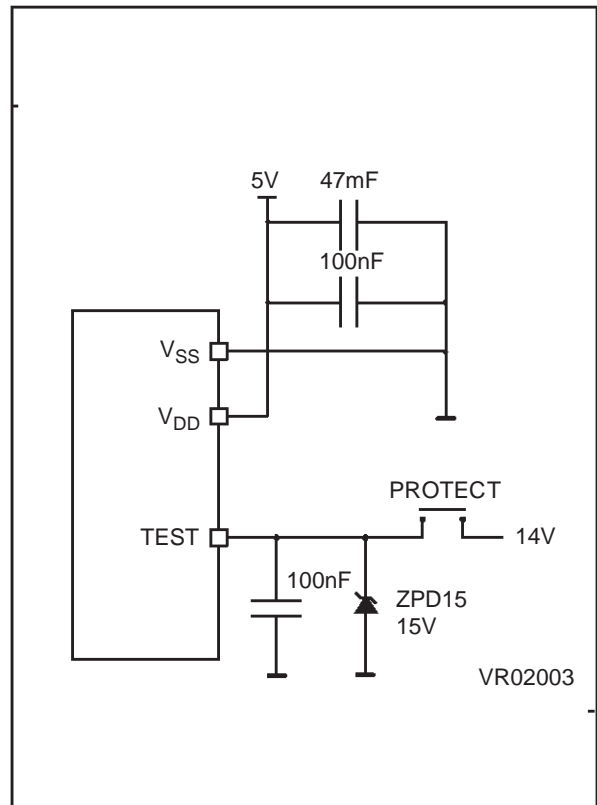 5V 47mF
100nF
VSS
VDD
PROTECT
TEST 14V
100nF ZPD15
15V
VR02003